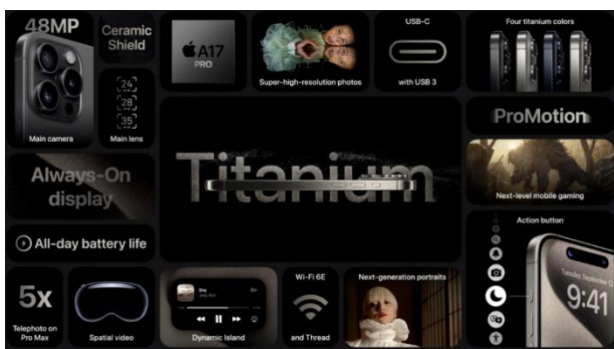 48MP
Main camera
Ceramic
Shield
24
28
35
Main lens
A17
PRO
Super-high-resolution photos
USB-C
with USB 3
Four titanium colors
Always-On
display
All-day battery life
Titanium
ProMotion
Next-level mobile gaming
Action button
Tuesday, September 12
9:41
5x
Telephoto on
Pro Max
Spatial video
Dynamic Island
Wi-Fi 6E
and Thread
Next-generation portraits